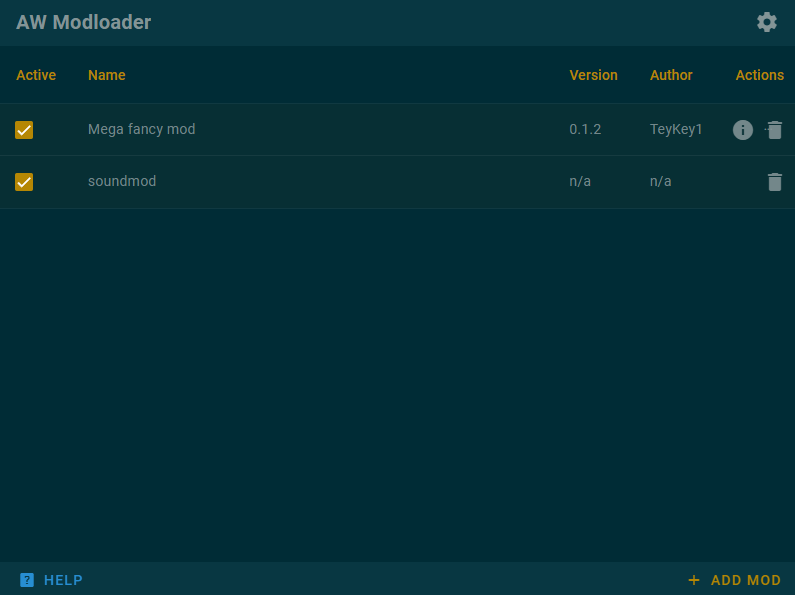 AW Modloader
Active Name Version Author Actions
Mega fancy mod 0.1.2 TeyKey1
soundmod n/a n/a
? HELP + ADD MOD